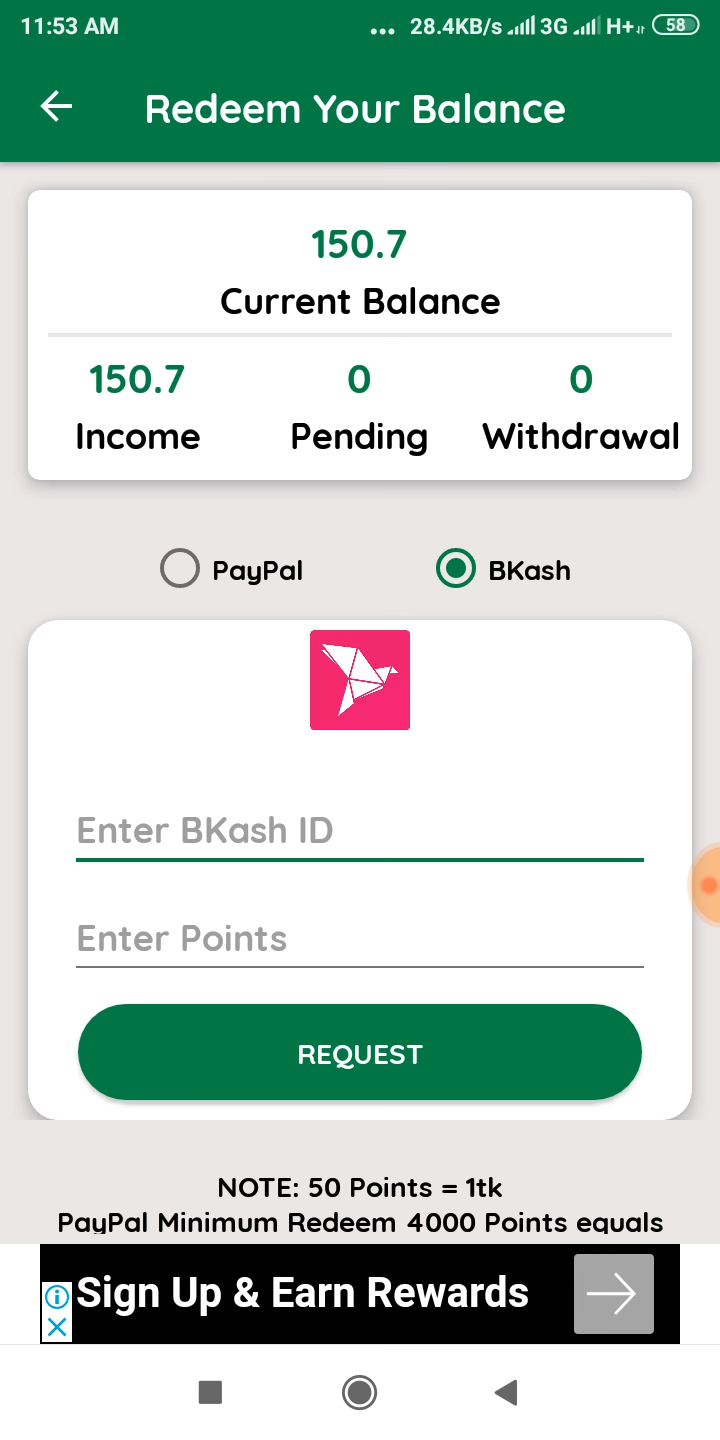 11:53 AM ... 28.4KB/s 3G H+ 58
Redeem Your Balance
150.7
Current Balance
150.7 0 0
Income Pending Withdrawal
PayPal BKash
Enter BKash ID
Enter Points
REQUEST
NOTE: 50 Points = 1tk
PayPal Minimum Redeem 4000 Points equals
Sign Up & Earn Rewards